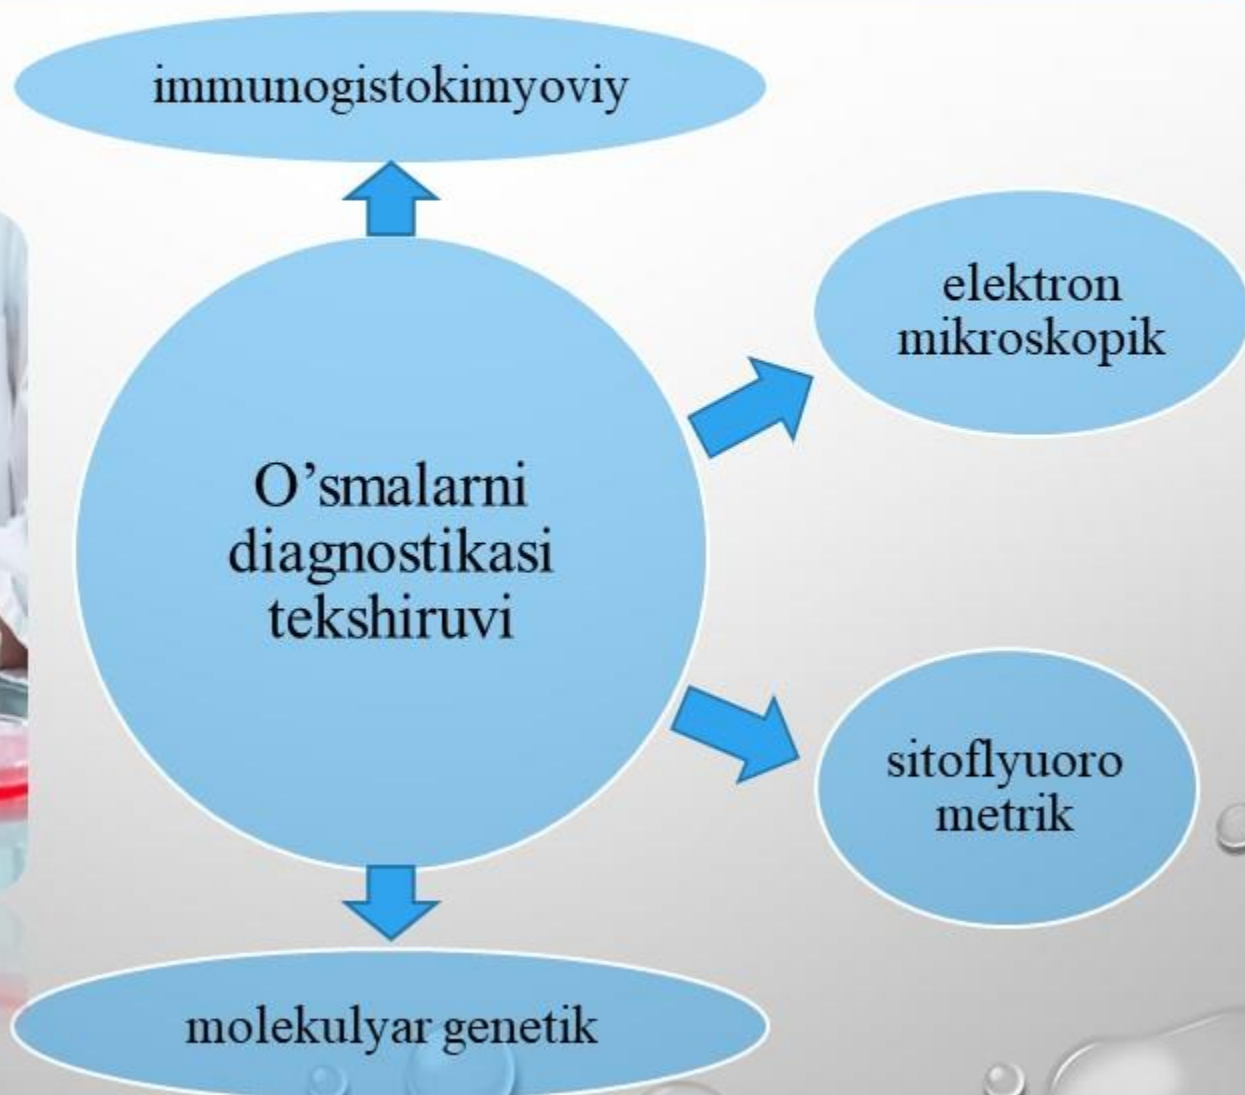 immunogistokimyoviy
elektron
mikroskopik
O’smalarni
diagnostikasi
tekshiruvi
sitoflyuoro
metrik
molekulyar genetik